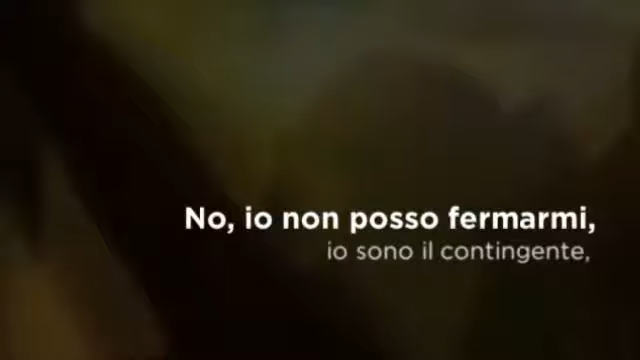 No, io non posso fermarmi,
io sono il contingente,